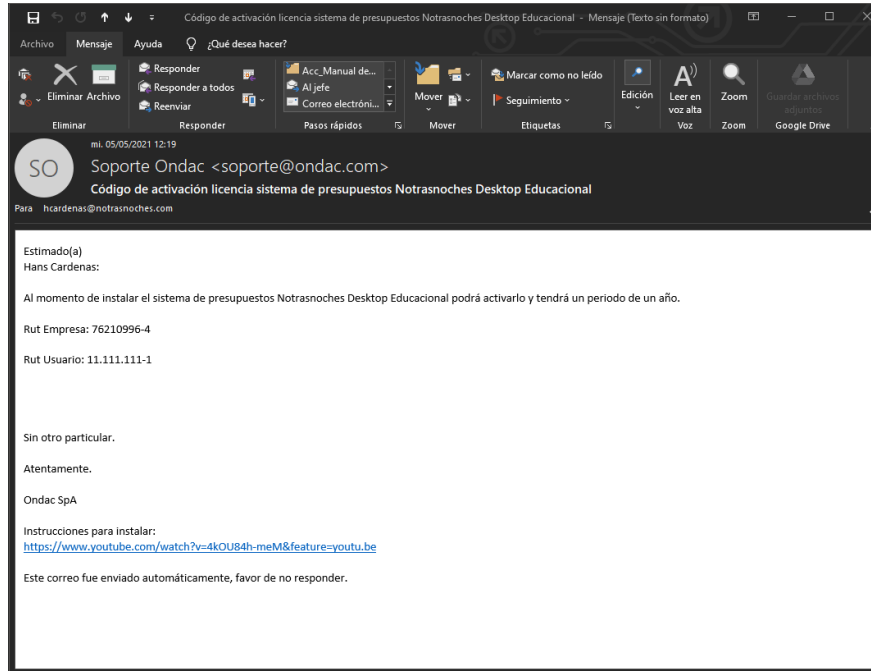 Código de activación licencia sistema de presupuestos Notrasnoches Desktop Educacional - Mensaje (Texto sin formato)
Archivo Mensaje Ayuda ¿Qué desea hacer?
Eliminar Archivo
Eliminar
Responder
Responder a todos
Reenviar
Responder
Acc_Manual de...
Al jefe
Correo electróni...
Pasos rápidos
Mover
Mover
Marcar como no leído
Seguimiento
Etiquetas
Edición
Leer en
voz alta
Voz
Zoom
Zoom
Guardar archivos
adjuntos
Google Drive
mi. 05/05/2021 12:19
SO
Soporte Ondac <soporte@ondac.com>
Código de activación licencia sistema de presupuestos Notrasnoches Desktop Educacional
Para hcardenas@notrasnoches.com
Estimado(a)
Hans Cardenas:
Al momento de instalar el sistema de presupuestos Notrasnoches Desktop Educacional podrá activarlo y tendrá un periodo de un año.
Rut Empresa: 76210996-4
Rut Usuario: 11.111.111-1
Sin otro particular.
Atentamente.
Ondac SpA
Instrucciones para instalar:
https://www.youtube.com/watch?v=4kOU84h-meM&feature=youtu.be
Este correo fue enviado automáticamente, favor de no responder.